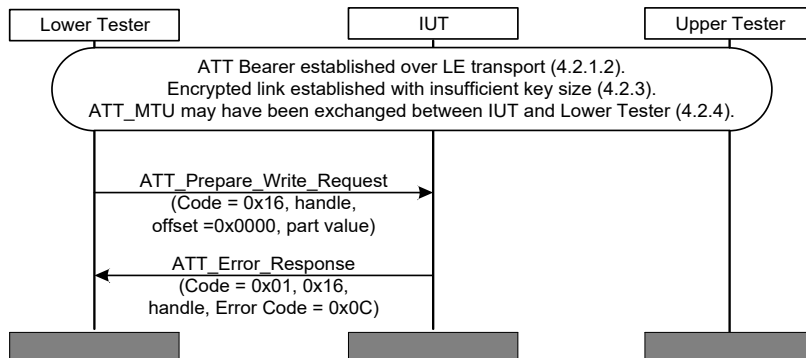 Lower Tester
IUT
Upper Tester
ATT Bearer established over LE transport (4.2.1.2).
Encrypted link established with insufficient key size (4.2.3).
ATT_MTU may have been exchanged between IUT and Lower Tester (4.2.4).
ATT_Prepare_Write_Request
(Code = 0x16, handle,
offset =0x0000, part value)
ATT_Error_Response
(Code = 0x01, 0x16,
handle, Error Code = 0x0C)